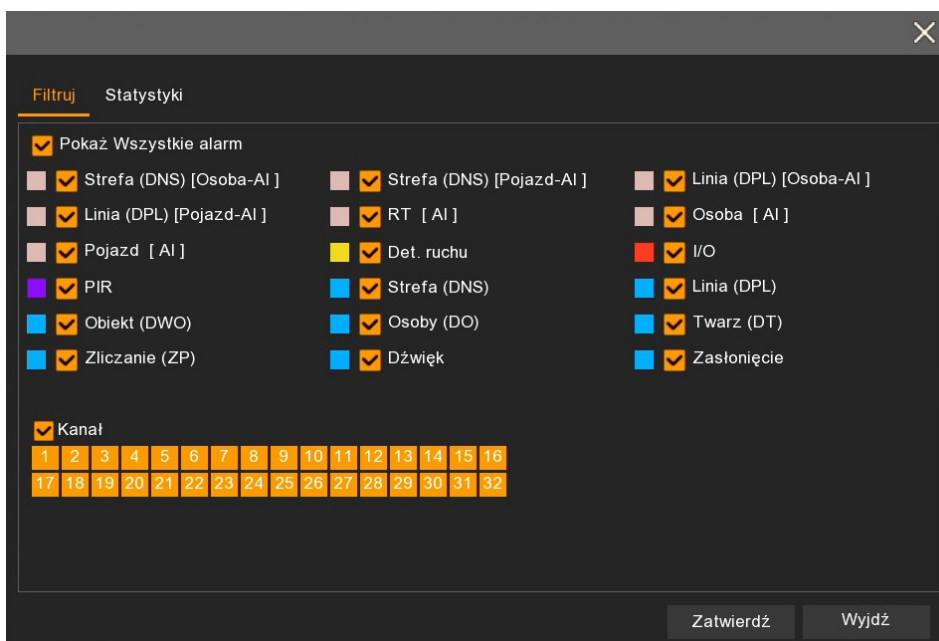 Filtruj Statystyki
Pokaż Wszystkie alarm
Strefa (DNS) [Osoba-AI ] Strefa (DNS) [Pojazd-AI ] Linia (DPL) [Osoba-AI ]
Linia (DPL) [Pojazd-AI ] RT [ AI ] Osoba [ AI ]
Pojazd [ AI ] Det. ruchu I/O
PIR Strefa (DNS) Linia (DPL)
Obiekt (DWO) Osoby (DO) Twarz (DT)
Zliczanie (ZP) Dźwięk Zasłonięcie
Kanał
1 2 3 4 5 6 7 8 9 10 11 12 13 14 15 16
17 18 19 20 21 22 23 24 25 26 27 28 29 30 31 32
Zatwierdź Wyjdź